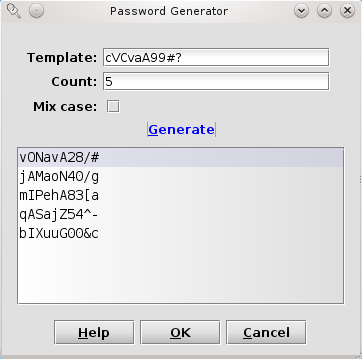 Password Generator
Template: cVCvaA99#?
Count: 5
Mix case:
Generate
vONavA28/#
jAMaoN40/g
mIPehA83[a
qASajZ54^-
bIXuuG00&c
Help OK Cancel